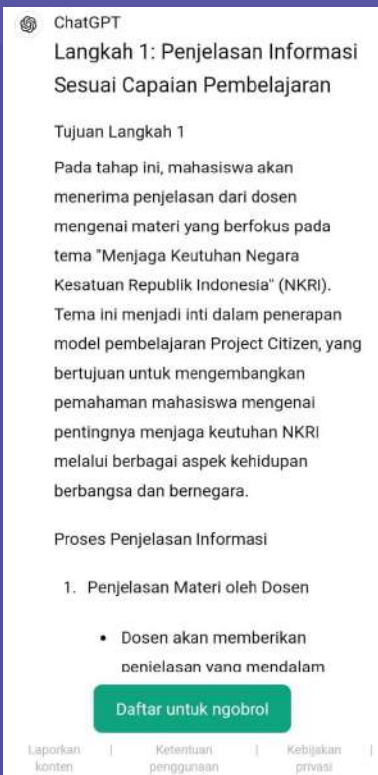 ChatGPT
Langkah 1: Penjelasan Informasi
Sesuai Capaian Pembelajaran
Tujuan Langkah 1
Pada tahap ini, mahasiswa akan
menerima penjelasan dari dosen
mengenai materi yang berfokus pada
tema "Menjaga Keutuhan Negara
Kesatuan Republik Indonesia" (NKRI).
Tema ini menjadi inti dalam penerapan
model pembelajaran Project Citizen, yang
bertujuan untuk mengembangkan
pemahaman mahasiswa mengenai
pentingnya menjaga keutuhan NKRI
melalui berbagai aspek kehidupan
berbangsa dan bernegara.
Proses Penjelasan Informasi
1. Penjelasan Materi oleh Dosen
• Dosen akan memberikan
penjelasan yang mendalam
Daftar untuk ngobrol
Laporkan konten | Ketentuan penggunaan | Kebijakan privasi |